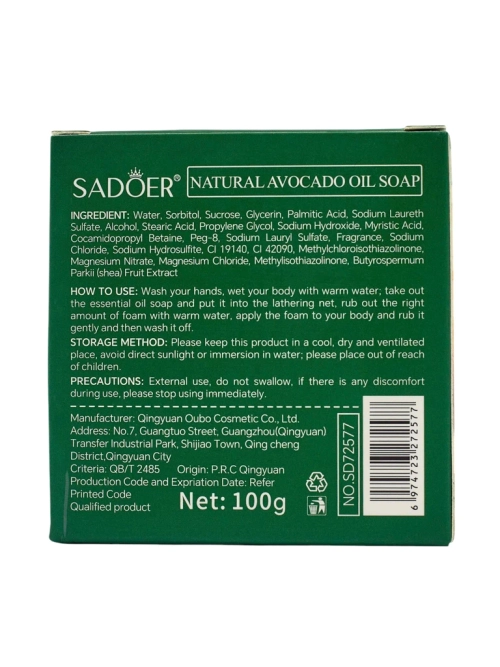 SADOER® NATURAL AVOCADO OIL SOAP
INGREDIENT: Water, Sorbitol, Sucrose, Glycerin, Palmitic Acid, Sodium Laureth
Sulfate, Alcohol, Stearic Acid, Propylene Glycol, Sodium Hydroxide, Myristic Acid,
Cocamidopropyl Betaine, Peg-8, Sodium Lauryl Sulfate, Fragrance, Sodium
Chloride, Sodium Hydrosulfite, CI 19140, CI 42090, Methylchloroisothiazolinone,
Magnesium Nitrate, Magnesium Chloride, Methylisothiazolinone, Butyrospermum
Parkii (shea) Fruit Extract
HOW TO USE: Wash your hands, wet your body with warm water; take out
the essential oil soap and put it into the lathering net, rub out the right
amount of foam with warm water, apply the foam to your body and rub it
gently and then wash it off.
STORAGE METHOD: Please keep this product in a cool, dry and ventilated
place, avoid direct sunlight or immersion in water; please place out of reach
of children.
PRECAUTIONS: External use, do not swallow, if there is any discomfort
during use, please stop using immediately.
Manufacturer: Qingyuan Oubo Cosmetic Co., Ltd.
Address: No.7, Guangtuo Street, Guangzhou(Qingyuan)
Transfer Industrial Park, Shijiao Town, Qing cheng
District,Qingyuan City
Criteria: QB/T 2485 Origin: P.R.C Qingyuan
Production Code and Expriation Date: Refer
Printed Code
Qualified product
Net: 100g
NO.SD72577
6 974723 272577